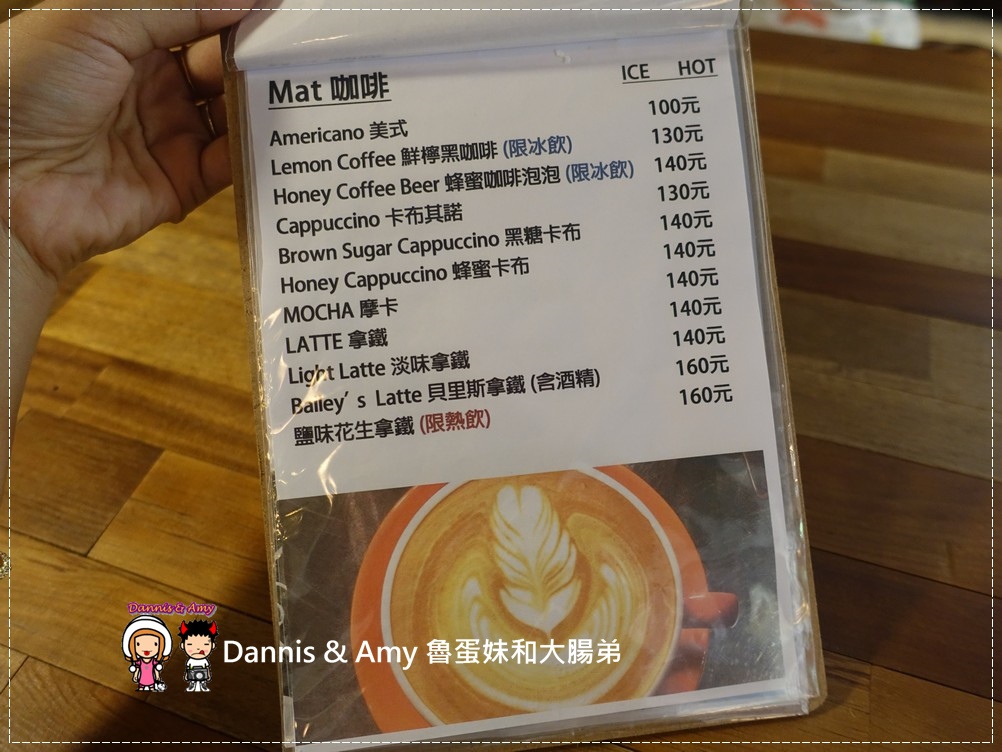 Mat 咖啡 ICE HOT
Americano 美式 100元
Lemon Coffee 鮮檸黑咖啡 (限冰飲) 130元
Honey Coffee Beer 蜂蜜咖啡泡泡 (限冰飲) 140元
Cappuccino 卡布其諾 130元
Brown Sugar Cappuccino 黑糖卡布 140元
Honey Cappuccino 蜂蜜卡布 140元
MOCHA 摩卡 140元
LATTE 拿鐵 140元
Light Latte 淡味拿鐵 140元
Bailey’s Latte 貝里斯拿鐵 (含酒精) 160元
鹽味花生拿鐵 (限熱飲) 160元
Dannis & Amy
Dannis & Amy 魯蛋妹和大腸弟